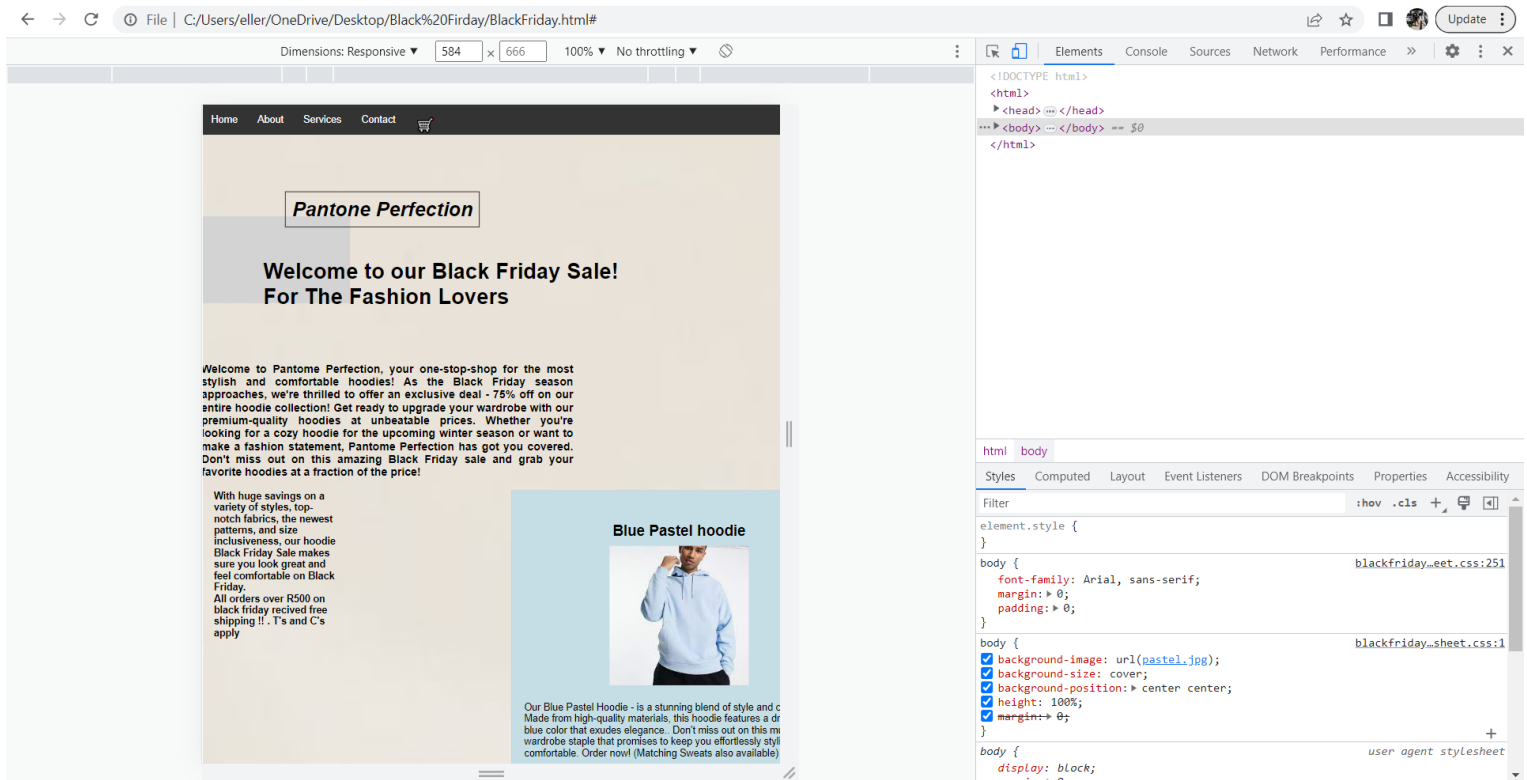 File | C:/Users/eller/OneDrive/Desktop/Black%20Firday/BlackFriday.html#
Update
Dimensions: Responsive ▼ 584 × 666 100% ▼ No throttling ▼
Elements Console Sources Network Performance »
<!DOCTYPE html>
<html>
<head> … </head>
<body> … </body> == $0
</html>
Home About Services Contact
Pantone Perfection
Welcome to our Black Friday Sale!
For The Fashion Lovers
Welcome to Pantome Perfection, your one-stop-shop for the most
stylish and comfortable hoodies! As the Black Friday season
approaches, we're thrilled to offer an exclusive deal - 75% off on our
entire hoodie collection! Get ready to upgrade your wardrobe with our
premium-quality hoodies at unbeatable prices. Whether you're
looking for a cozy hoodie for the upcoming winter season or want to
make a fashion statement, Pantome Perfection has got you covered.
Don't miss out on this amazing Black Friday sale and grab your
favorite hoodies at a fraction of the price!
With huge savings on a
variety of styles, top-
notch fabrics, the newest
patterns, and size
inclusiveness, our hoodie
Black Friday Sale makes
sure you look great and
feel comfortable on Black
Friday.
All orders over R500 on
black friday recived free
shipping !! . T's and C's
apply
Blue Pastel hoodie
Our Blue Pastel Hoodie - is a stunning blend of style and c
Made from high-quality materials, this hoodie features a dr
blue color that exudes elegance.. Don't miss out on this mu
wardrobe staple that promises to keep you effortlessly styli
comfortable. Order now! (Matching Sweats also available)
html body
Styles Computed Layout Event Listeners DOM Breakpoints Properties Accessibility
Filter :hov .cls +
element.style {
}
body { blackfriday…eet.css:251
font-family: Arial, sans-serif;
margin: 0;
padding: 0;
}
body { blackfriday…sheet.css:1
background-image: url(pastel.jpg);
background-size: cover;
background-position: center center;
height: 100%;
margin: 0;
}
body { user agent stylesheet
display: block;